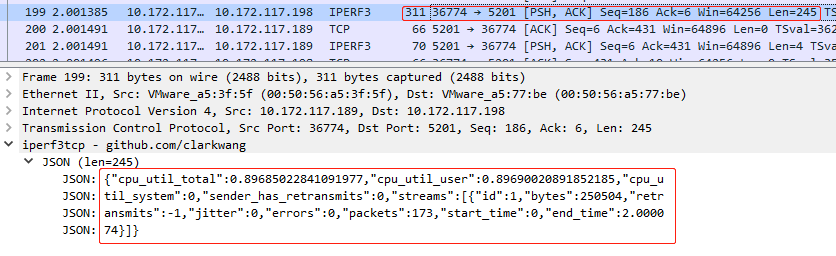 199 2.001385 10.172.117… 10.172.117.198 IPERF3 311 36774 → 5201 [PSH, ACK] Seq=186 Ack=6 Win=64256 Len=245 TS
200 2.001491 10.172.117… 10.172.117.189 TCP 66 5201 → 36774 [ACK] Seq=6 Ack=431 Win=64896 Len=0 TSval=362
201 2.001491 10.172.117… 10.172.117.189 IPERF3 70 5201 → 36774 [PSH, ACK] Seq=6 Ack=431 Win=64896 Len=4 TSva
Frame 199: 311 bytes on wire (2488 bits), 311 bytes captured (2488 bits)
Ethernet II, Src: VMware_a5:3f:5f (00:50:56:a5:3f:5f), Dst: VMware_a5:77:be (00:50:56:a5:77:be)
Internet Protocol Version 4, Src: 10.172.117.189, Dst: 10.172.117.198
Transmission Control Protocol, Src Port: 36774, Dst Port: 5201, Seq: 186, Ack: 6, Len: 245
iperf3tcp - github.com/clarkwang
JSON (len=245)
JSON: {"cpu_util_total":0.89685022841091977,"cpu_util_user":0.89690020891852185,"cpu_u
JSON: til_system":0,"sender_has_retransmits":0,"streams":[{"id":1,"bytes":250504,"retr
JSON: ansmits":-1,"jitter":0,"errors":0,"packets":173,"start_time":0,"end_time":2.0000
JSON: 74}]}